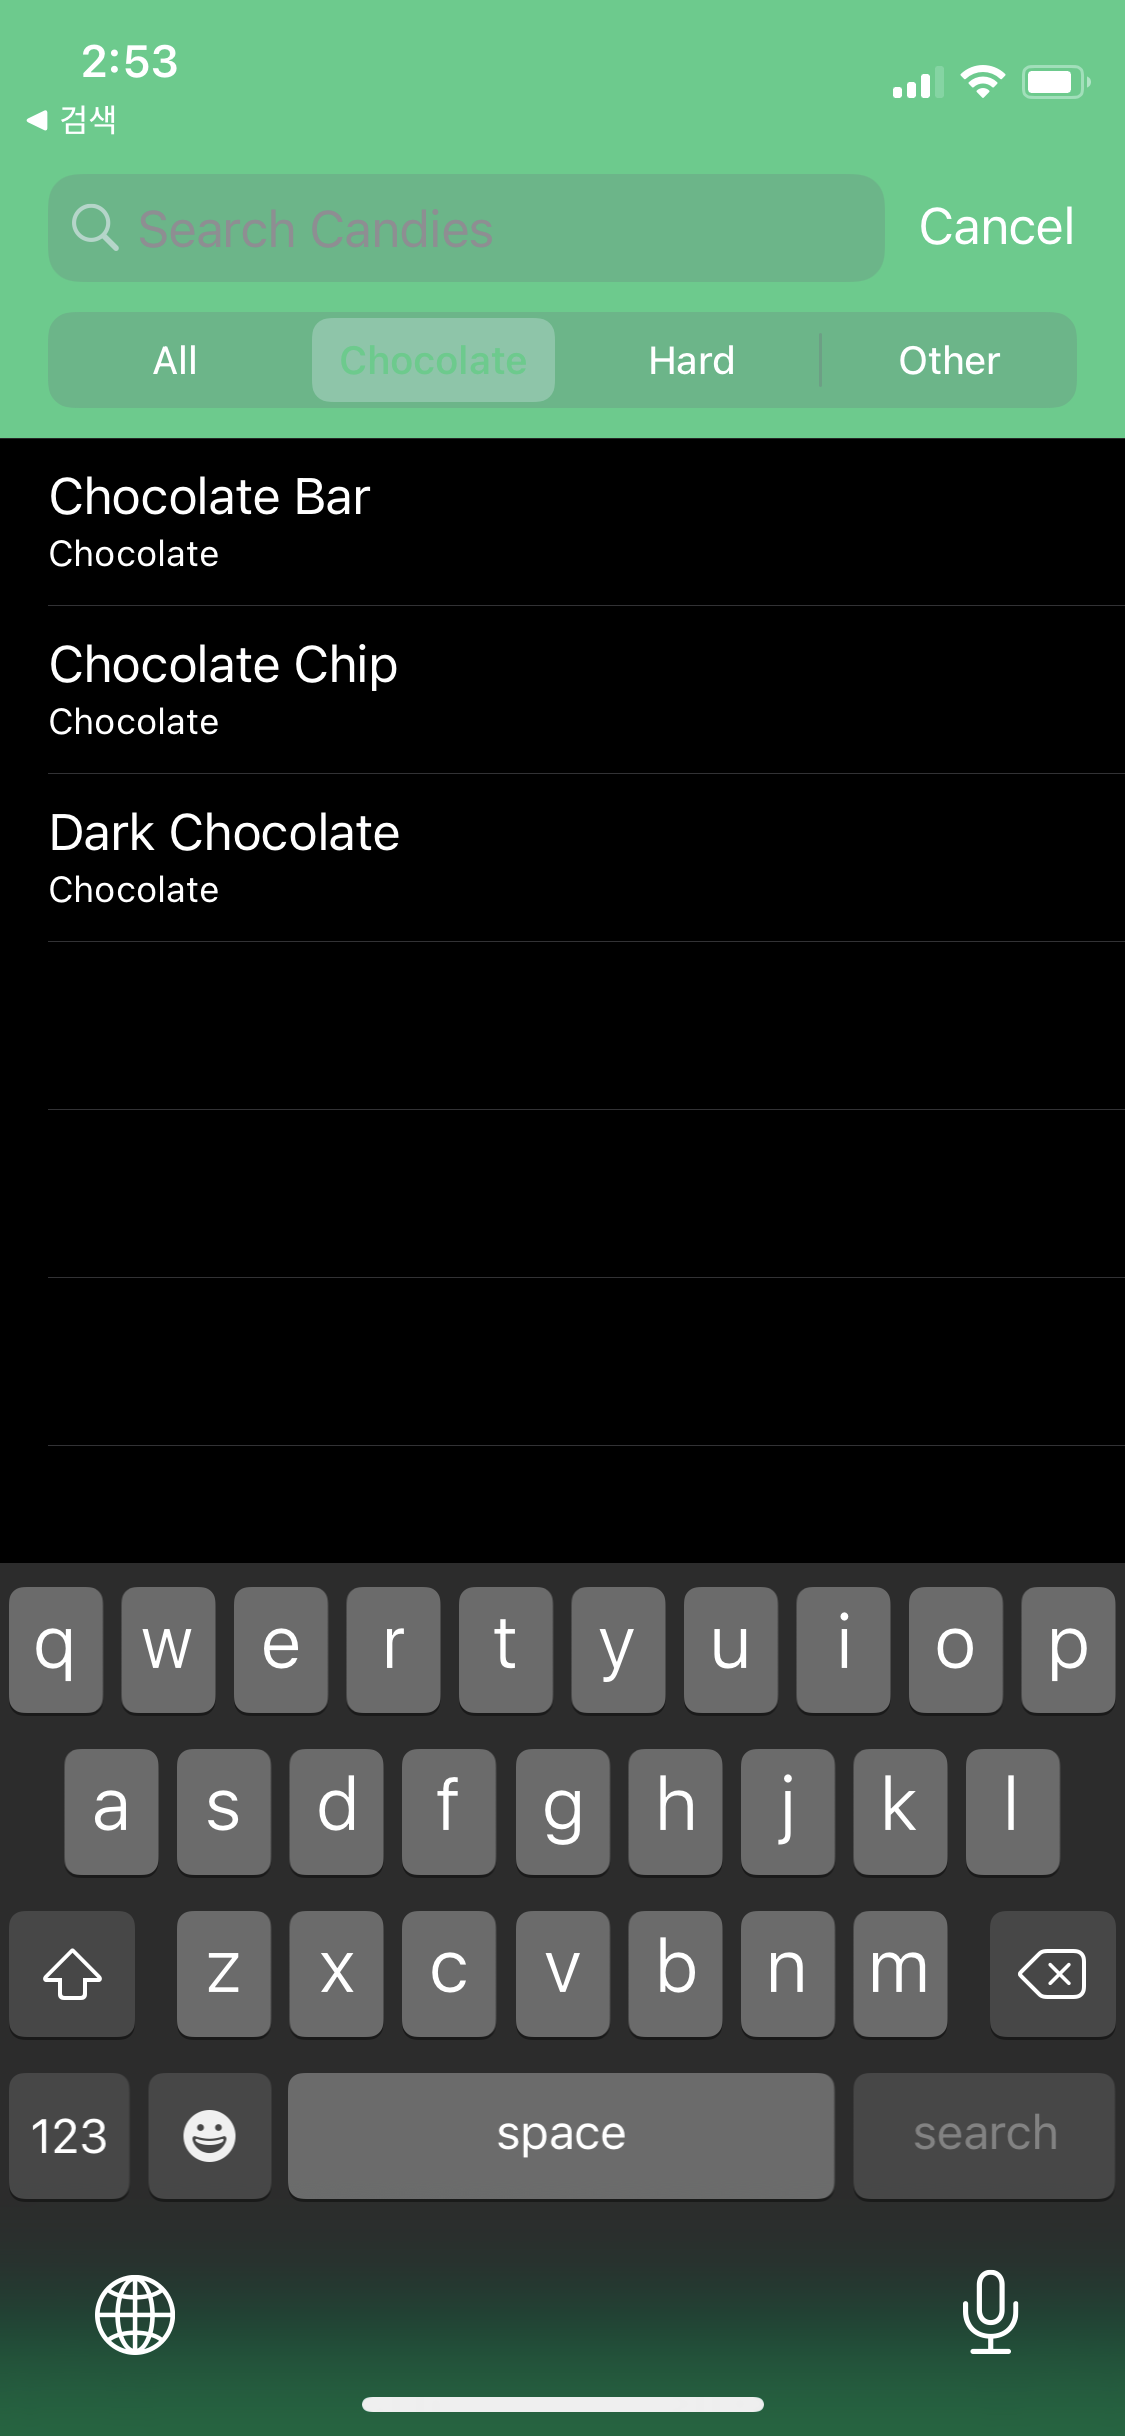 2:53
◀ 검색
Search Candies
Cancel
All
Chocolate
Hard
Other
Chocolate Bar
Chocolate
Chocolate Chip
Chocolate
Dark Chocolate
Chocolate
q w e r t y u i o p
a s d f g h j k l
z x c v b n m
123
space
search